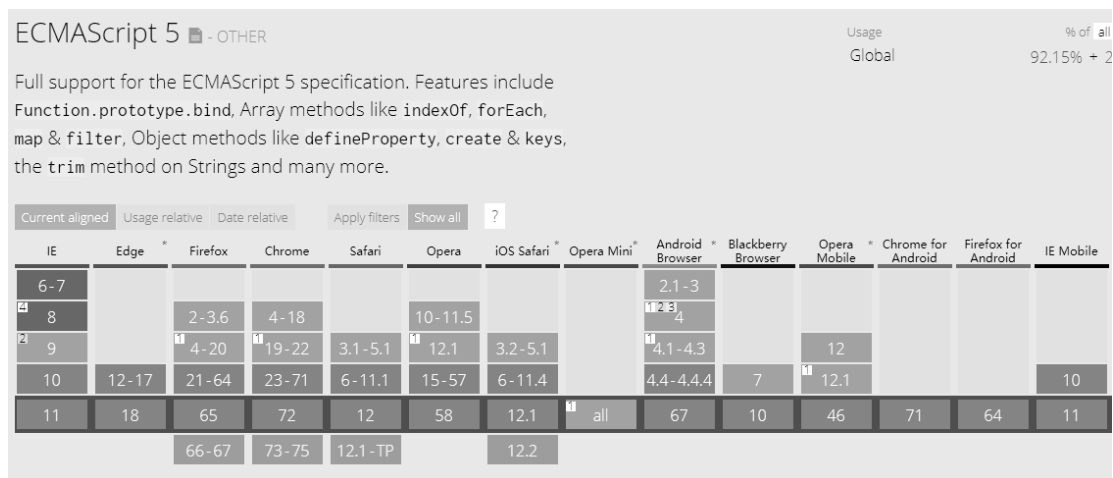 ECMAScript 5 - OTHER
Usage % of all
Global 92.15% + 2
Full support for the ECMAScript 5 specification. Features include
Function.prototype.bind, Array methods like indexOf, forEach,
map & filter, Object methods like defineProperty, create & keys,
the trim method on Strings and many more.
Current aligned Usage relative Date relative Apply filters Show all ?
IE Edge * Firefox Chrome Safari Opera iOS Safari * Opera Mini * Android Browser * Blackberry Browser Opera Mobile * Chrome for Android Firefox for Android IE Mobile
6-7 2.1-3
4 8 2-3.6 4-18 10-11.5 1 2 3 4
2 9 1 4-20 1 19-22 3.1-5.1 1 12.1 3.2-5.1 1 4.1-4.3 12
10 12-17 21-64 23-71 6-11.1 15-57 6-11.4 4.4-4.4.4 7 1 12.1 10
11 18 65 72 12 58 12.1 1 all 67 10 46 71 64 11
66-67 73-75 12.1-TP 12.2